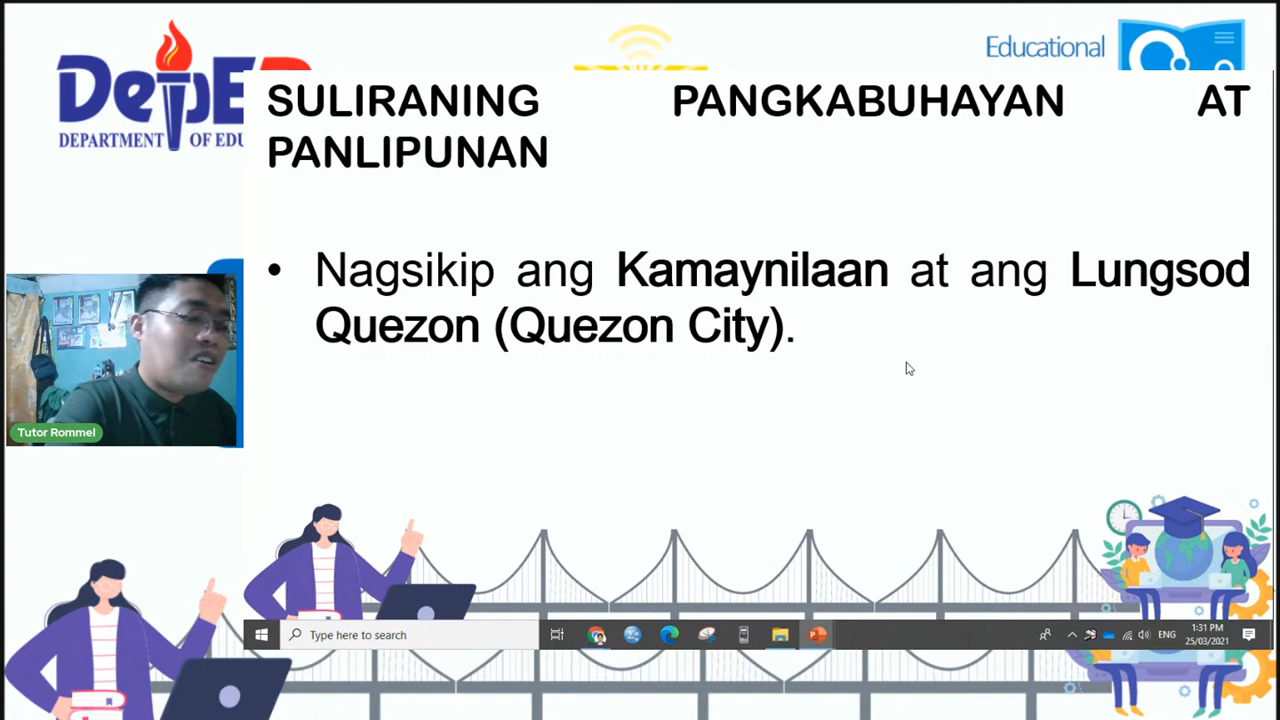 DepE
DEPARTMENT OF EDU
Educational
SULIRANING PANGKABUHAYAN AT
PANLIPUNAN
• Nagsikip ang Kamaynilaan at ang Lungsod
Quezon (Quezon City).
Tutor Rommel
Type here to search
ENG
1:31 PM
25/03/2021